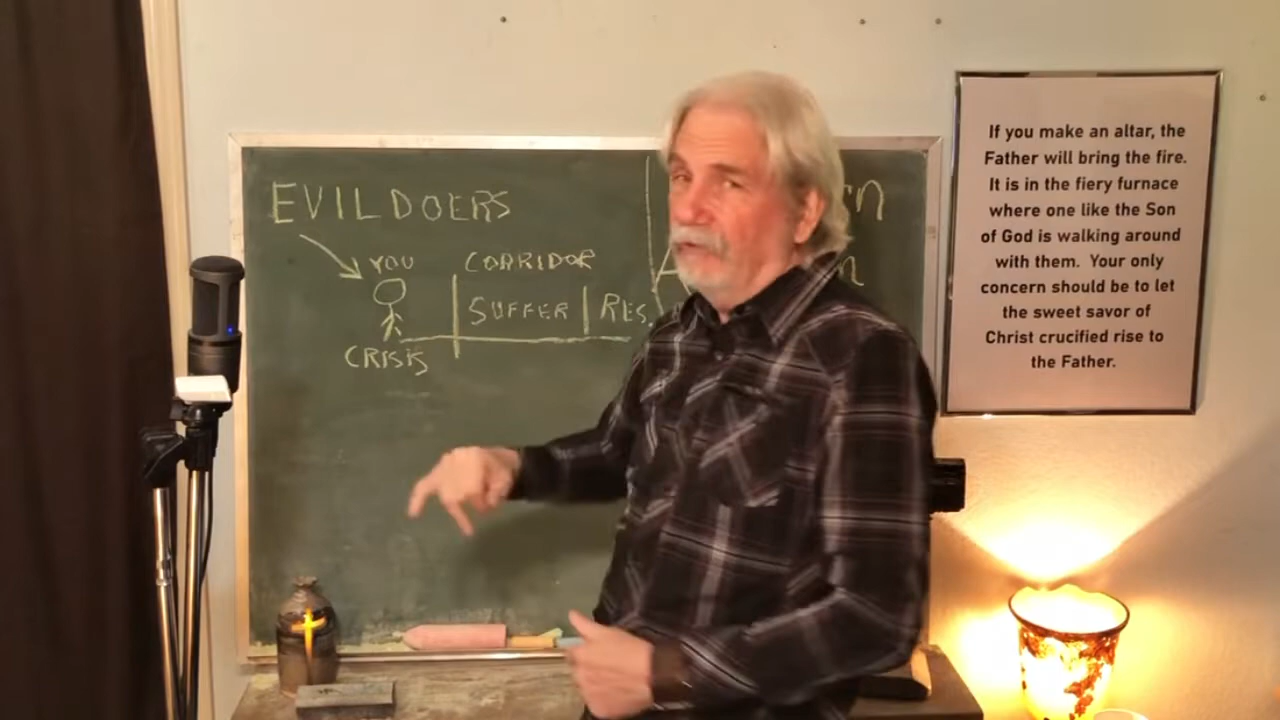 EVILDOERS
YOU CORRIDOR
SUFFER RES.
CRISIS
If you make an altar, the
Father will bring the fire.
It is in the fiery furnace
where one like the Son
of God is walking around
with them. Your only
concern should be to let
the sweet savor of
Christ crucified rise to
the Father.